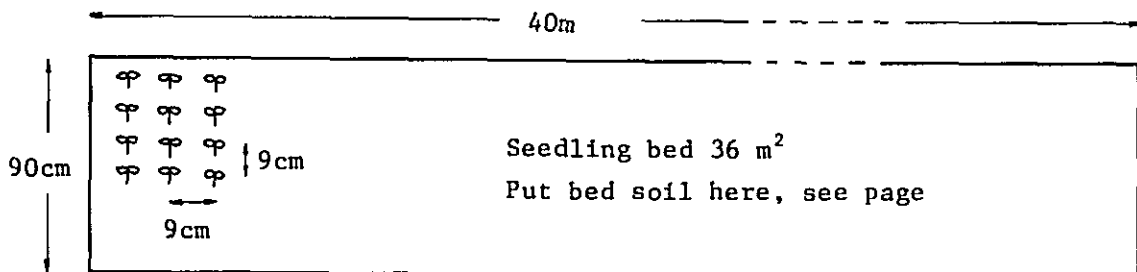 40m
90cm
9cm
9cm
Seedling bed 36 m²
Put bed soil here, see page